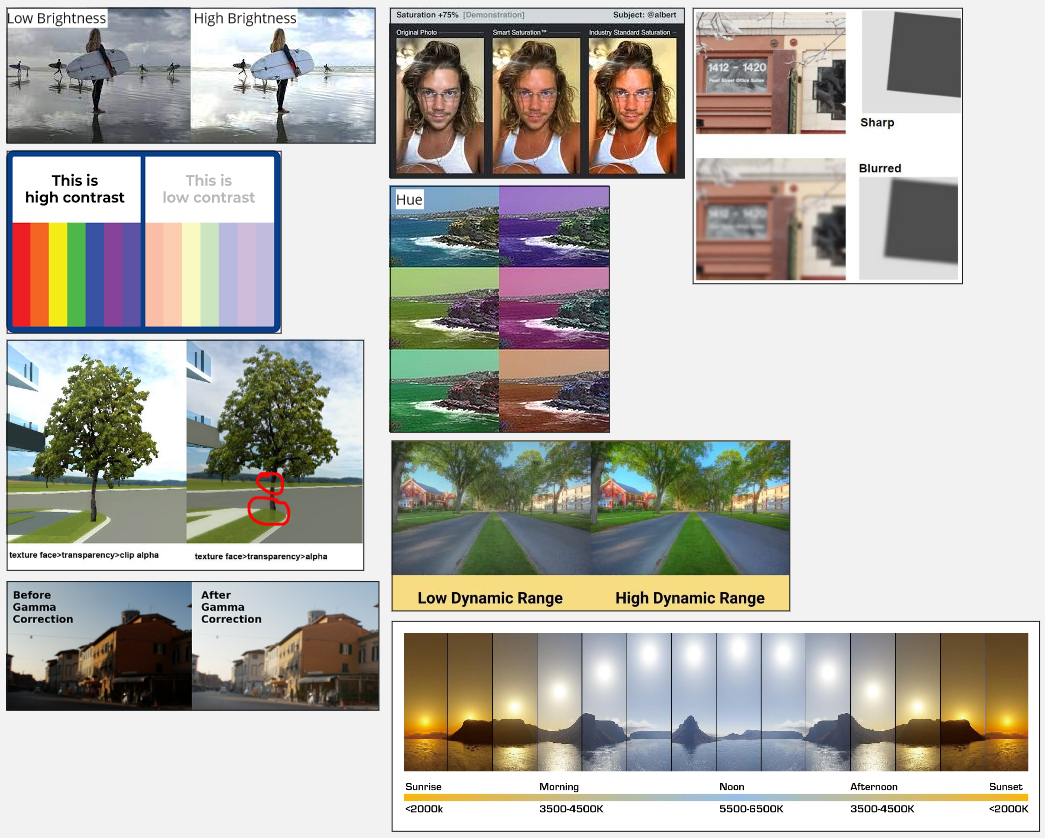 Low Brightness
High Brightness
This is
high contrast
This is
low contrast
texture face>transparency>clip alpha
texture face>transparency>alpha
Before
Gamma
Correction
After
Gamma
Correction
Saturation +75% [Demonstration]
Subject: @albert
Original Photo
Smart Saturation™
Industry Standard Saturation
Hue
Low Dynamic Range
High Dynamic Range
1412 - 1420
Sharp
Blurred
Sunrise
Morning
Noon
Afternoon
Sunset
<2000k
3500-4500K
5500-6500K
3500-4500K
<2000K